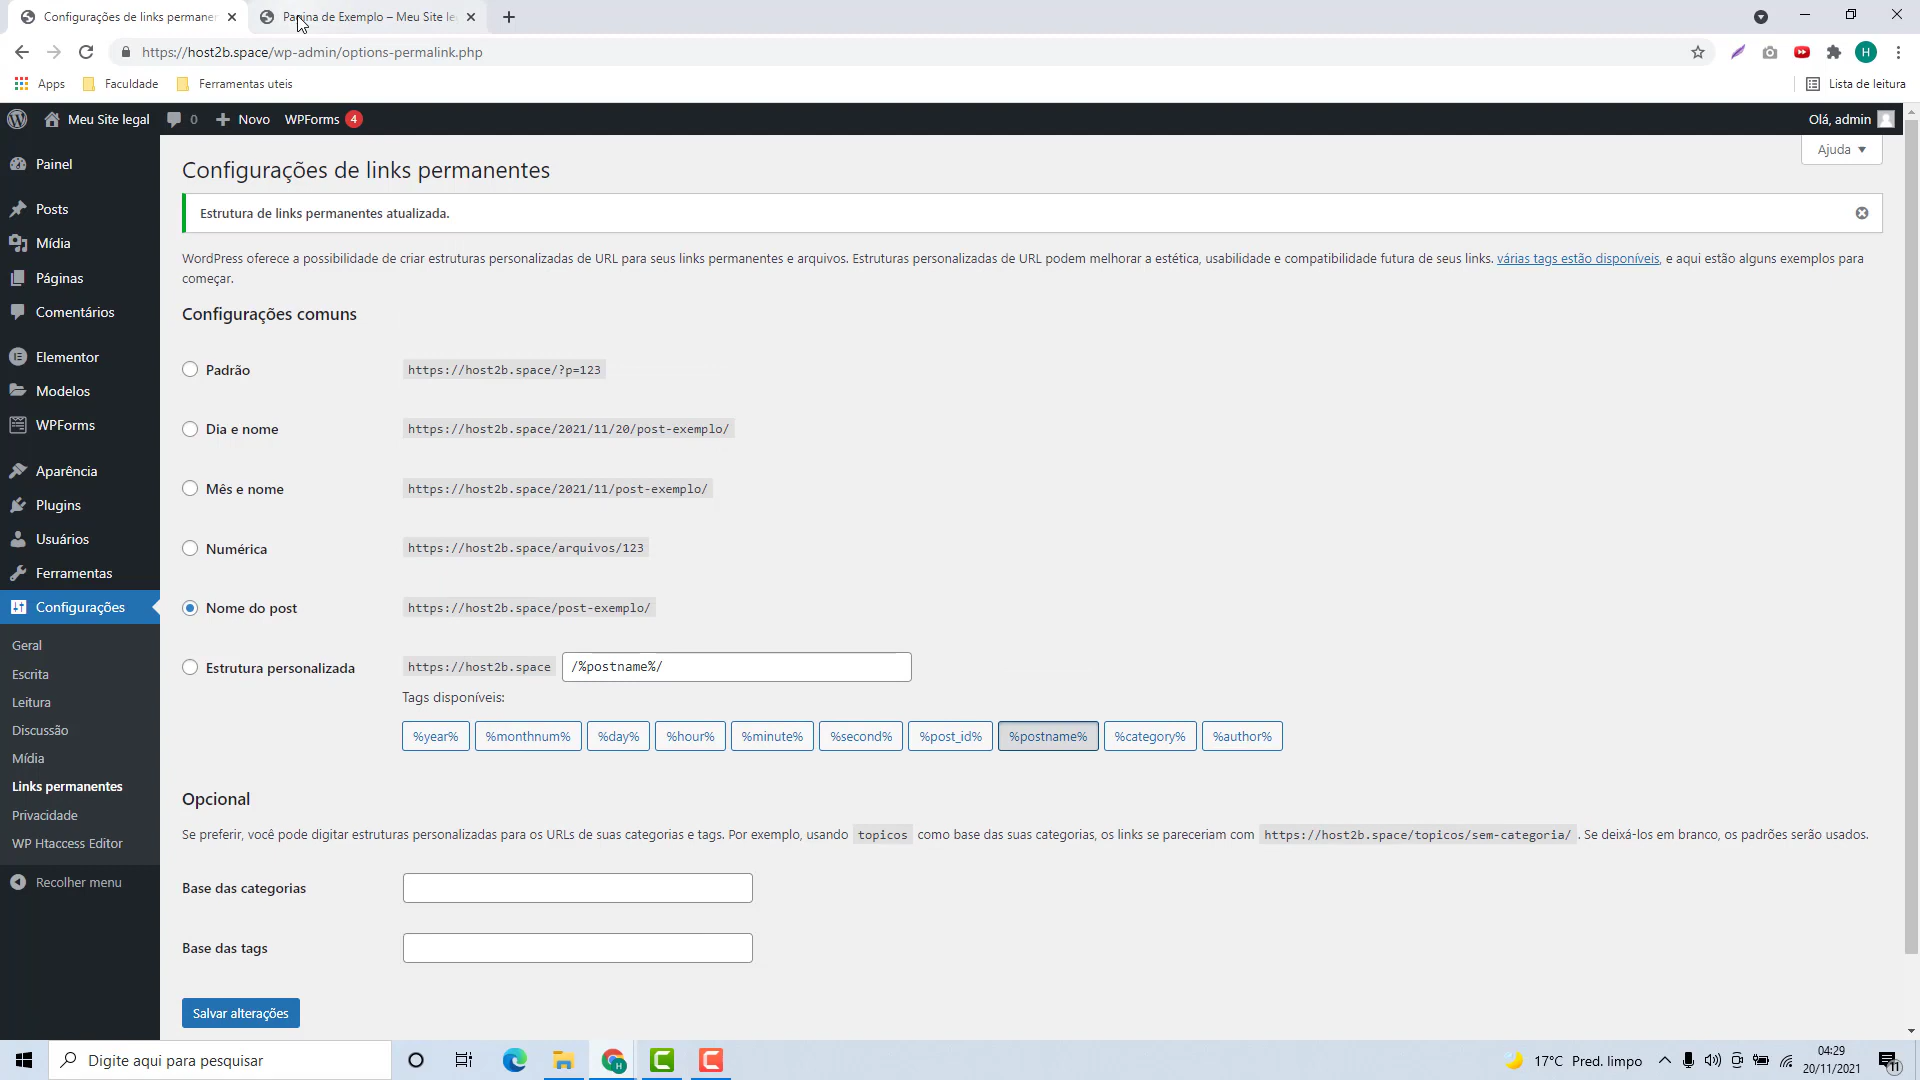 Configurações de links permanen
Pagina de Exemplo – Meu Site le
https://host2b.space/wp-admin/options-permalink.php
H
Apps
Faculdade
Ferramentas uteis
Lista de leitura
Meu Site legal
0
Novo
WPForms 4
Olá, admin
Ajuda
Painel
Posts
Mídia
Páginas
Comentários
Elementor
Modelos
WPForms
Aparência
Plugins
Usuários
Ferramentas
Configurações
Geral
Escrita
Leitura
Discussão
Mídia
Links permanentes
Privacidade
WP Htaccess Editor
Recolher menu
Configurações de links permanentes
Estrutura de links permanentes atualizada.
WordPress oferece a possibilidade de criar estruturas personalizadas de URL para seus links permanentes e arquivos. Estruturas personalizadas de URL podem melhorar a estética, usabilidade e compatibilidade futura de seus links. várias tags estão disponíveis, e aqui estão alguns exemplos para
começar.
Configurações comuns
Padrão https://host2b.space/?p=123
Dia e nome https://host2b.space/2021/11/20/post-exemplo/
Mês e nome https://host2b.space/2021/11/post-exemplo/
Numérica https://host2b.space/arquivos/123
Nome do post https://host2b.space/post-exemplo/
Estrutura personalizada https://host2b.space /%postname%/
Tags disponíveis:
%year% %monthnum% %day% %hour% %minute% %second% %post_id% %postname% %category% %author%
Opcional
Se preferir, você pode digitar estruturas personalizadas para os URLs de suas categorias e tags. Por exemplo, usando topicos como base das suas categorias, os links se pareceriam com https://host2b.space/topicos/sem-categoria/ . Se deixá-los em branco, os padrões serão usados.
Base das categorias
Base das tags
Salvar alterações
Digite aqui para pesquisar
17°C Pred. limpo
04:29
20/11/2021
11